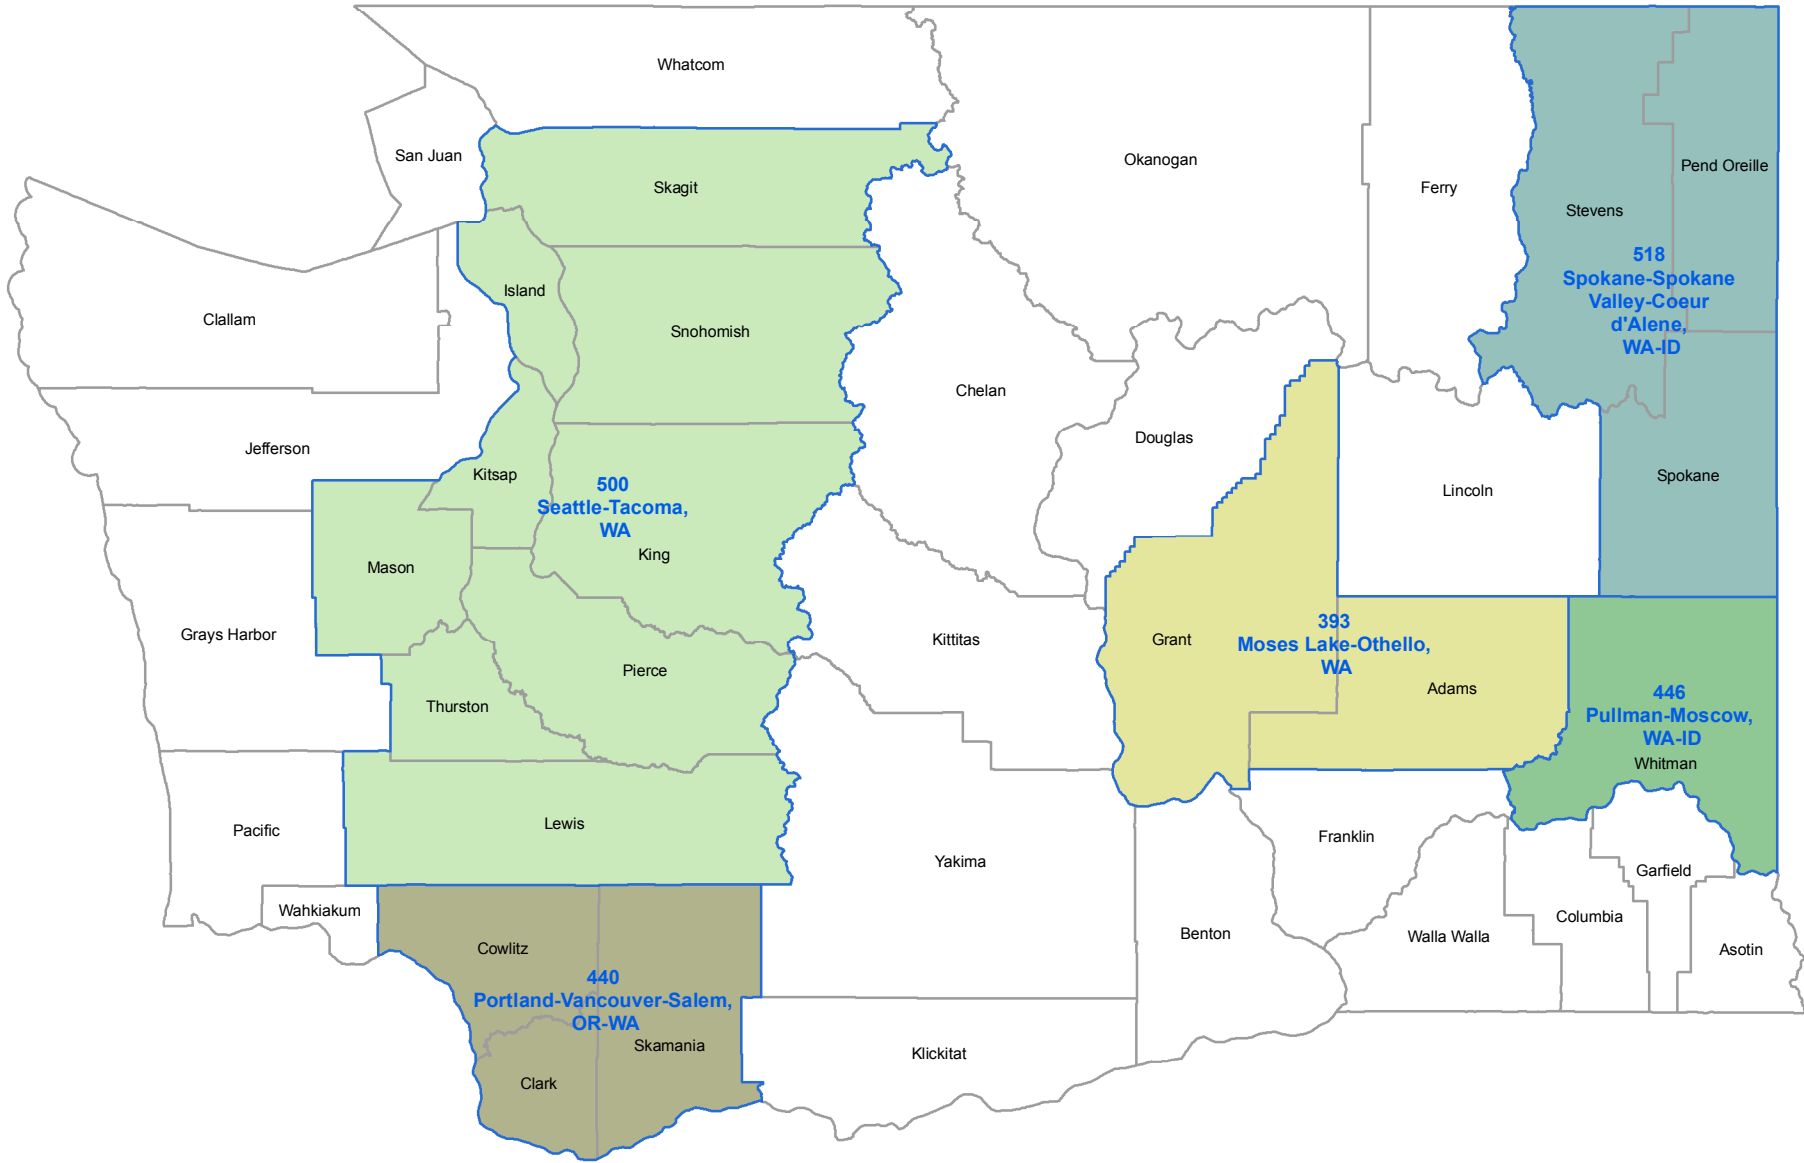 Whatcom
San Juan
Skagit
Okanogan
Ferry
Pend Oreille
Stevens
518
Spokane-Spokane
Valley-Coeur
d'Alene,
WA-ID
Island
Clallam
Snohomish
Chelan
Douglas
Jefferson
Kitsap
500
Seattle-Tacoma,
WA
King
Lincoln
Spokane
Mason
Grays Harbor
Kittitas
Grant
393
Moses Lake-Othello,
WA
Adams
Pierce
Thurston
446
Pullman-Moscow,
WA-ID
Whitman
Pacific
Lewis
Yakima
Franklin
Garfield
Wahkiakum
Cowlitz
Benton
Walla Walla
Columbia
Asotin
440
Portland-Vancouver-Salem,
OR-WA
Skamania
Klickitat
Clark